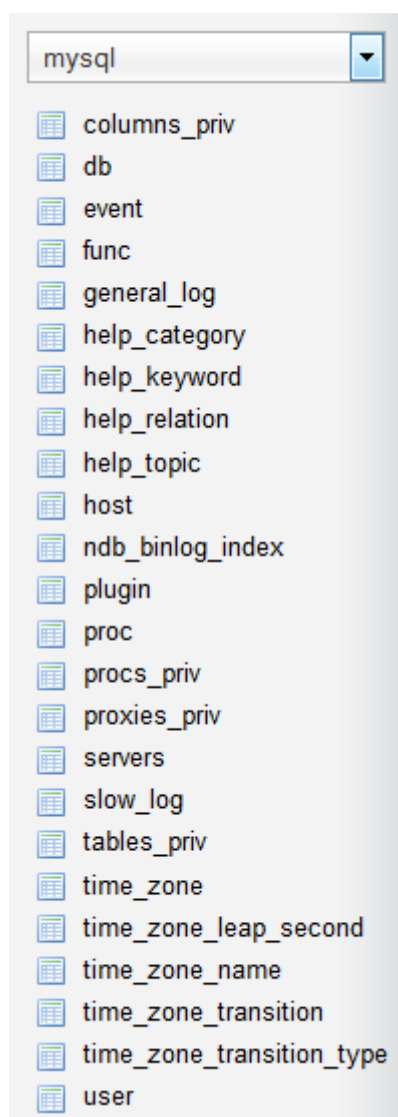 mysql
columns_priv
db
event
func
general_log
help_category
help_keyword
help_relation
help_topic
host
ndb_binlog_index
plugin
proc
procs_priv
proxies_priv
servers
slow_log
tables_priv
time_zone
time_zone_leap_second
time_zone_name
time_zone_transition
time_zone_transition_type
user